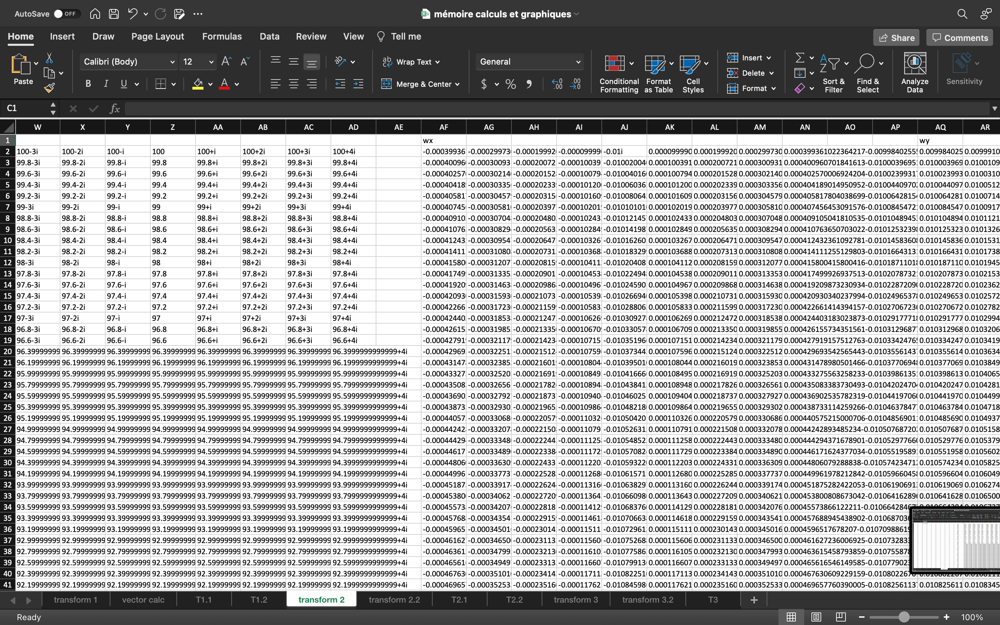 AutoSave OFF mémoire calculs et graphiques
Home Insert Draw Page Layout Formulas Data Review View Tell me Share Comments
Paste Calibri (Body) 12 Wrap Text General Conditional Formatting Format as Table Cell Styles Insert Delete Format Sort & Filter Find & Select Analyze Data Sensitivity
B I U Merge & Center $ %
C1 fx
W X Y Z AA AB AC AD AE AF AG AH AI AJ AK AL AM AN AO AP AQ AR
1 wx wy
2 100-3i 100-2i 100-i 100 100+i 100+2i 100+3i 100+4i -0.00039936 -0.00029973 -0.00019992 -0.00009999 -0.01i 0.000099990 0.000199920 0.000299730 0.000399361022364217-0.0099840255 0.009984025 0.0099910
3 99.8-3i 99.8-2i 99.8-i 99.8 99.8+i 99.8+2i 99.8+3i 99.8+4i -0.00040096 -0.00030093 -0.00020072 -0.00010039 -0.01002004 0.000100391 0.000200721 0.000300931 0.000400960701841613-0.0100039695 0.010003969 0.0100109
4 99.6-3i 99.6-2i 99.6-i 99.6 99.6+i 99.6+2i 99.6+3i 99.6+4i -0.00040257 -0.00030214 -0.00020152 -0.00010079 -0.01004016 0.000100794 0.000201528 0.000302140 0.000402570006924204-0.0100239931 0.010023993 0.0100310
5 99.4-3i 99.4-2i 99.4-i 99.4 99.4+i 99.4+2i 99.4+3i 99.4+4i -0.00040418 -0.00030335 -0.00020233 -0.00010120 -0.01006036 0.000101200 0.000202339 0.000303356 0.000404189014950952-0.0100440970 0.010044097 0.0100512
6 99.2-3i 99.2-2i 99.2-i 99.2 99.2+i 99.2+2i 99.2+3i 99.2+4i -0.00040581 -0.00030457 -0.00020315 -0.00010160 -0.01008064 0.000101609 0.000203156 0.000304579 0.000405817804038699-0.0100642815 0.010064281 0.0100714
7 99-3i 99-2i 99-i 99 99+i 99+2i 99+3i 99+4i -0.00040745 -0.00030581 -0.00020397 -0.00010201 -0.01010101 0.000102019 0.000203977 0.000305810 0.000407456453091576-0.0100845472 0.010084547 0.0100917
8 98.8-3i 98.8-2i 98.8-i 98.8 98.8+i 98.8+2i 98.8+3i 98.8+4i -0.00040910 -0.00030704 -0.00020480 -0.00010243 -0.01012145 0.000102433 0.000204803 0.000307048 0.000409105041810535-0.0101048945 0.010104894 0.0101121
9 98.6-3i 98.6-2i 98.6-i 98.6 98.6+i 98.6+2i 98.6+3i 98.6+4i -0.00041076 -0.00030829 -0.00020563 -0.00010284 -0.01014198 0.000102849 0.000205635 0.000308294 0.000410763650703022-0.0101253239 0.010125323 0.0101326
10 98.4-3i 98.4-2i 98.4-i 98.4 98.4+i 98.4+2i 98.4+3i 98.4+4i -0.00041243 -0.00030954 -0.00020647 -0.00010326 -0.01016260 0.000103267 0.000206471 0.000309547 0.000412432361092781-0.0101458360 0.010145836 0.0101531
11 98.2-3i 98.2-2i 98.2-i 98.2 98.2+i 98.2+2i 98.2+3i 98.2+4i -0.00041411 -0.00031080 -0.00020731 -0.00010368 -0.01018329 0.000103688 0.000207313 0.000310808 0.000414111255129803-0.0101664313 0.010166431 0.0101738
12 98-3i 98-2i 98-i 98 98+i 98+2i 98+3i 98+4i -0.00041580 -0.00031207 -0.00020815 -0.00010411 -0.01020408 0.000104112 0.000208159 0.000312077 0.000415800415800416-0.0101871101 0.010187110 0.0101945
13 97.8-3i 97.8-2i 97.8-i 97.8 97.8+i 97.8+2i 97.8+3i 97.8+4i -0.00041749 -0.00031335 -0.00020901 -0.00010453 -0.01022494 0.000104538 0.000209011 0.000313353 0.000417499926937513-0.0102078732 0.010207873 0.0102153
14 97.6-3i 97.6-2i 97.6-i 97.6 97.6+i 97.6+2i 97.6+3i 97.6+4i -0.00041920 -0.00031463 -0.00020986 -0.00010496 -0.01024590 0.000104967 0.000209868 0.000314638 0.000419209873230934-0.0102287209 0.010228720 0.0102362
15 97.4-3i 97.4-2i 97.4-i 97.4 97.4+i 97.4+2i 97.4+3i 97.4+4i -0.00042093 -0.00031593 -0.00021073 -0.00010539 -0.01026694 0.000105398 0.000210731 0.000315930 0.000420930340237994-0.0102496537 0.010249653 0.0102572
16 97.2-3i 97.2-2i 97.2-i 97.2 97.2+i 97.2+2i 97.2+3i 97.2+4i -0.00042266 -0.00031723 -0.00021159 -0.00010583 -0.01028806 0.000105833 0.000211599 0.000317230 0.000422661414394157-0.0102706723 0.010270672 0.0102782
17 97-3i 97-2i 97-i 97 97+i 97+2i 97+3i 97+4i -0.00042440 -0.00031853 -0.00021247 -0.00010626 -0.01030927 0.000106269 0.000212472 0.000318538 0.000424403183023873-0.0102917771 0.010291777 0.0102994
18 96.8-3i 96.8-2i 96.8-i 96.8 96.8+i 96.8+2i 96.8+3i 96.8+4i -0.00042615 -0.00031985 -0.00021335 -0.00010670 -0.01033057 0.000106709 0.000213350 0.000319855 0.000426155734351561-0.0103129687 0.010312968 0.0103206
19 96.6-3i 96.6-2i 96.6-i 96.6 96.6+i 96.6+2i 96.6+3i 96.6+4i -0.00042791 -0.00032117 -0.00021423 -0.00010715 -0.01035196 0.000107151 0.000214234 0.000321179 0.000427919157512763-0.0103342476 0.010334247 0.0103419
20 96.39999999 96.39999999 96.39999999 96.39999999 96.39999999 96.39999999 96.39999999 96.3999999999999+4i -0.00042969 -0.00032251 -0.00021512 -0.00010759 -0.01037344 0.000107596 0.000215124 0.000322512 0.000429693542565443-0.0103556143 0.010355614 0.0103634
21 96.19999999 96.19999999 96.19999999 96.19999999 96.19999999 96.19999999 96.19999999 96.1999999999999+4i -0.00043147 -0.00032385 -0.00021601 -0.00010804 -0.01039501 0.000108044 0.000216019 0.000323853 0.000431478980501466-0.0103770694 0.010377069 0.0103849
22 95.99999999 95.99999999 95.99999999 95.99999999 95.99999999 95.99999999 95.99999999 95.9999999999999+4i -0.00043327 -0.00032520 -0.00021691 -0.00010849 -0.01041666 0.000108495 0.000216919 0.000325203 0.000433275563258233-0.0103986135 0.010398613 0.0104065
23 95.79999999 95.79999999 95.79999999 95.79999999 95.79999999 95.79999999 95.79999999 95.7999999999999+4i -0.00043508 -0.00032656 -0.00021782 -0.00010894 -0.01043841 0.000108948 0.000217826 0.000326561 0.000435083383730493-0.0104202470 0.010420247 0.0104281
24 95.59999999 95.59999999 95.59999999 95.59999999 95.59999999 95.59999999 95.59999999 95.5999999999999+4i -0.00043690 -0.00032792 -0.00021873 -0.00010940 -0.01046025 0.000109404 0.000218737 0.000327927 0.000436902535782319-0.0104419706 0.010441970 0.0104499
25 95.39999999 95.39999999 95.39999999 95.39999999 95.39999999 95.39999999 95.39999999 95.3999999999999+4i -0.00043873 -0.00032930 -0.00021965 -0.00010986 -0.01048218 0.000109864 0.000219655 0.000329302 0.000438733114259266-0.0104637847 0.010463784 0.0104718
26 95.19999999 95.19999999 95.19999999 95.19999999 95.19999999 95.19999999 95.19999999 95.1999999999999+4i -0.00044057 -0.00033068 -0.00022057 -0.00011032 -0.01050420 0.000110326 0.000220579 0.000330686 0.000440575215000706-0.0104856901 0.010485690 0.0104937
27 94.99999999 94.99999999 94.99999999 94.99999999 94.99999999 94.99999999 94.99999999 94.9999999999999+4i -0.00044242 -0.00033207 -0.00022150 -0.00011079 -0.01052631 0.000110791 0.000221508 0.000332078 0.00044242893485234-0.010507687202 0.010507687 0.0105158
28 94.79999999 94.79999999 94.79999999 94.79999999 94.79999999 94.79999999 94.79999999 94.7999999999999+4i -0.00044429 -0.00033348 -0.00022244 -0.00011125 -0.01054852 0.000111258 0.000222443 0.000333480 0.000444294371678901-0.0105297766 0.010529776 0.0105379
29 94.59999999 94.59999999 94.59999999 94.59999999 94.59999999 94.59999999 94.59999999 94.5999999999999+4i -0.00044617 -0.00033489 -0.00022338 -0.00011172 -0.01057082 0.000111729 0.000223384 0.000334890 0.000446171624377034-0.0105519589 0.010551958 0.0105602
30 94.39999999 94.39999999 94.39999999 94.39999999 94.39999999 94.39999999 94.39999999 94.3999999999999+4i -0.00044806 -0.00033630 -0.00022433 -0.00011220 -0.01059322 0.000112203 0.000224331 0.000336309 0.00044806079288838-0.010574234712 0.010574234 0.0105825
31 94.19999999 94.19999999 94.19999999 94.19999999 94.19999999 94.19999999 94.19999999 94.1999999999999+4i -0.00044996 -0.00033773 -0.00022528 -0.00011268 -0.01061571 0.000112680 0.000225285 0.000337737 0.000449961978212842-0.0105966045 0.010596604 0.0106049
32 93.99999999 93.99999999 93.99999999 93.99999999 93.99999999 93.99999999 93.99999999 93.9999999999999+4i -0.00045187 -0.00033917 -0.00022624 -0.00011316 -0.01063829 0.000113160 0.000226244 0.000339174 0.000451875282422053-0.0106190691 0.010619069 0.0106274
33 93.79999999 93.79999999 93.79999999 93.79999999 93.79999999 93.79999999 93.79999999 93.7999999999999+4i -0.00045380 -0.00034062 -0.00022720 -0.00011364 -0.01066098 0.000113643 0.000227209 0.000340621 0.000453800808673042-0.0106416289 0.010641628 0.0106500
34 93.59999999 93.59999999 93.59999999 93.59999999 93.59999999 93.59999999 93.59999999 93.5999999999999+4i -0.00045573 -0.00034207 -0.00022818 -0.00011412 -0.01068376 0.000114129 0.000228181 0.000342076 0.00045573866122211-0.0106642846
35 93.39999999 93.39999999 93.39999999 93.39999999 93.39999999 93.39999999 93.39999999 93.3999999999999+4i -0.00045768 -0.00034354 -0.00022915 -0.00011461 -0.01070663 0.000114618 0.000229159 0.000343541 0.000457688945438902-0.01068703
36 93.19999999 93.19999999 93.19999999 93.19999999 93.19999999 93.19999999 93.19999999 93.1999999999999+4i -0.00045965 -0.00034501 -0.00023014 -0.00011511 -0.01072961 0.000115111 0.000230143 0.000345016 0.0004596517678207-0.0107098861
37 92.99999999 92.99999999 92.99999999 92.99999999 92.99999999 92.99999999 92.99999999 92.9999999999999+4i -0.00046162 -0.00034650 -0.00023113 -0.00011560 -0.01075268 0.000115606 0.000231133 0.000346500 0.000461627236006925-0.0107328
38 92.79999999 92.79999999 92.79999999 92.79999999 92.79999999 92.79999999 92.79999999 92.7999999999999+4i -0.00046361 -0.00034799 -0.00023213 -0.00011610 -0.01077586 0.000116105 0.000232130 0.000347993 0.000463615458793859-0.0107558
39 92.59999999 92.59999999 92.59999999 92.59999999 92.59999999 92.59999999 92.59999999 92.5999999999999+4i -0.00046561 -0.00034949 -0.00023313 -0.00011660 -0.01079913 0.000116607 0.000233133 0.000349497 0.000465616546149585-0.0107790
40 92.39999999 92.39999999 92.39999999 92.39999999 92.39999999 92.39999999 92.39999999 92.3999999999999+4i -0.00046763 -0.00035101 -0.00023414 -0.00011711 -0.01082251 0.000117113 0.000234143 0.000351010 0.000467630609229159-0.0108022
41 92.19999999 92.19999999 92.19999999 92.19999999 92.19999999 92.19999999 92.19999999 92.1999999999999+4i -0.00046965 -0.00035253 -0.00023516 -0.00011762 -0.01084598 0.000117621 0.000235160 0.000352533 0.000469657760390005-0.0108256113 0.010825611 0.0108345
transform 1 vector calc T1.1 T1.2 transform 2 transform 2.2 T2.1 T2.2 transform 3 transform 3.2 T3 +
Ready 100%